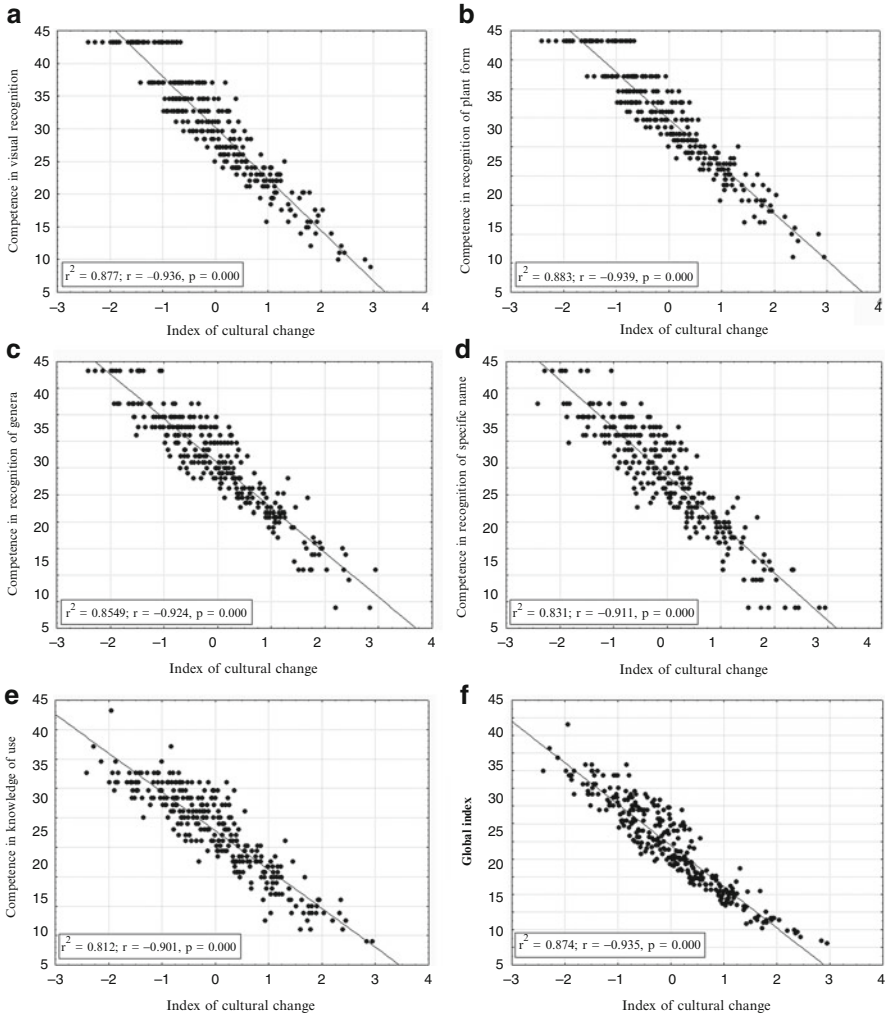 a
Competence in visual recognition
45
40
35
30
25
20
15
10
5
r2 = 0.877; r = –0.936, p = 0.000
–3 –2 –1 0 1 2 3 4
Index of cultural change
b
Competence in recognition of plant form
45
40
35
30
25
20
15
10
5
r2 = 0.883; r = –0.939, p = 0.000
–3 –2 –1 0 1 2 3 4
Index of cultural change
c
Competence in recognition of genera
45
40
35
30
25
20
15
10
5
r2 = 0.8549; r = –0.924, p = 0.000
–3 –2 –1 0 1 2 3 4
Index of cultural change
d
Competence in recognition of specific name
45
40
35
30
25
20
15
10
5
r2 = 0.831; r = –0.911, p = 0.000
–3 –2 –1 0 1 2 3 4
Index of cultural change
e
Competence in knowledge of use
45
40
35
30
25
20
15
10
5
r2 = 0.812; r = –0.901, p = 0.000
–3 –2 –1 0 1 2 3 4
Index of cultural change
f
Global index
45
40
35
30
25
20
15
10
5
r2 = 0.874; r = –0.935, p = 0.000
–3 –2 –1 0 1 2 3 4
Index of cultural change